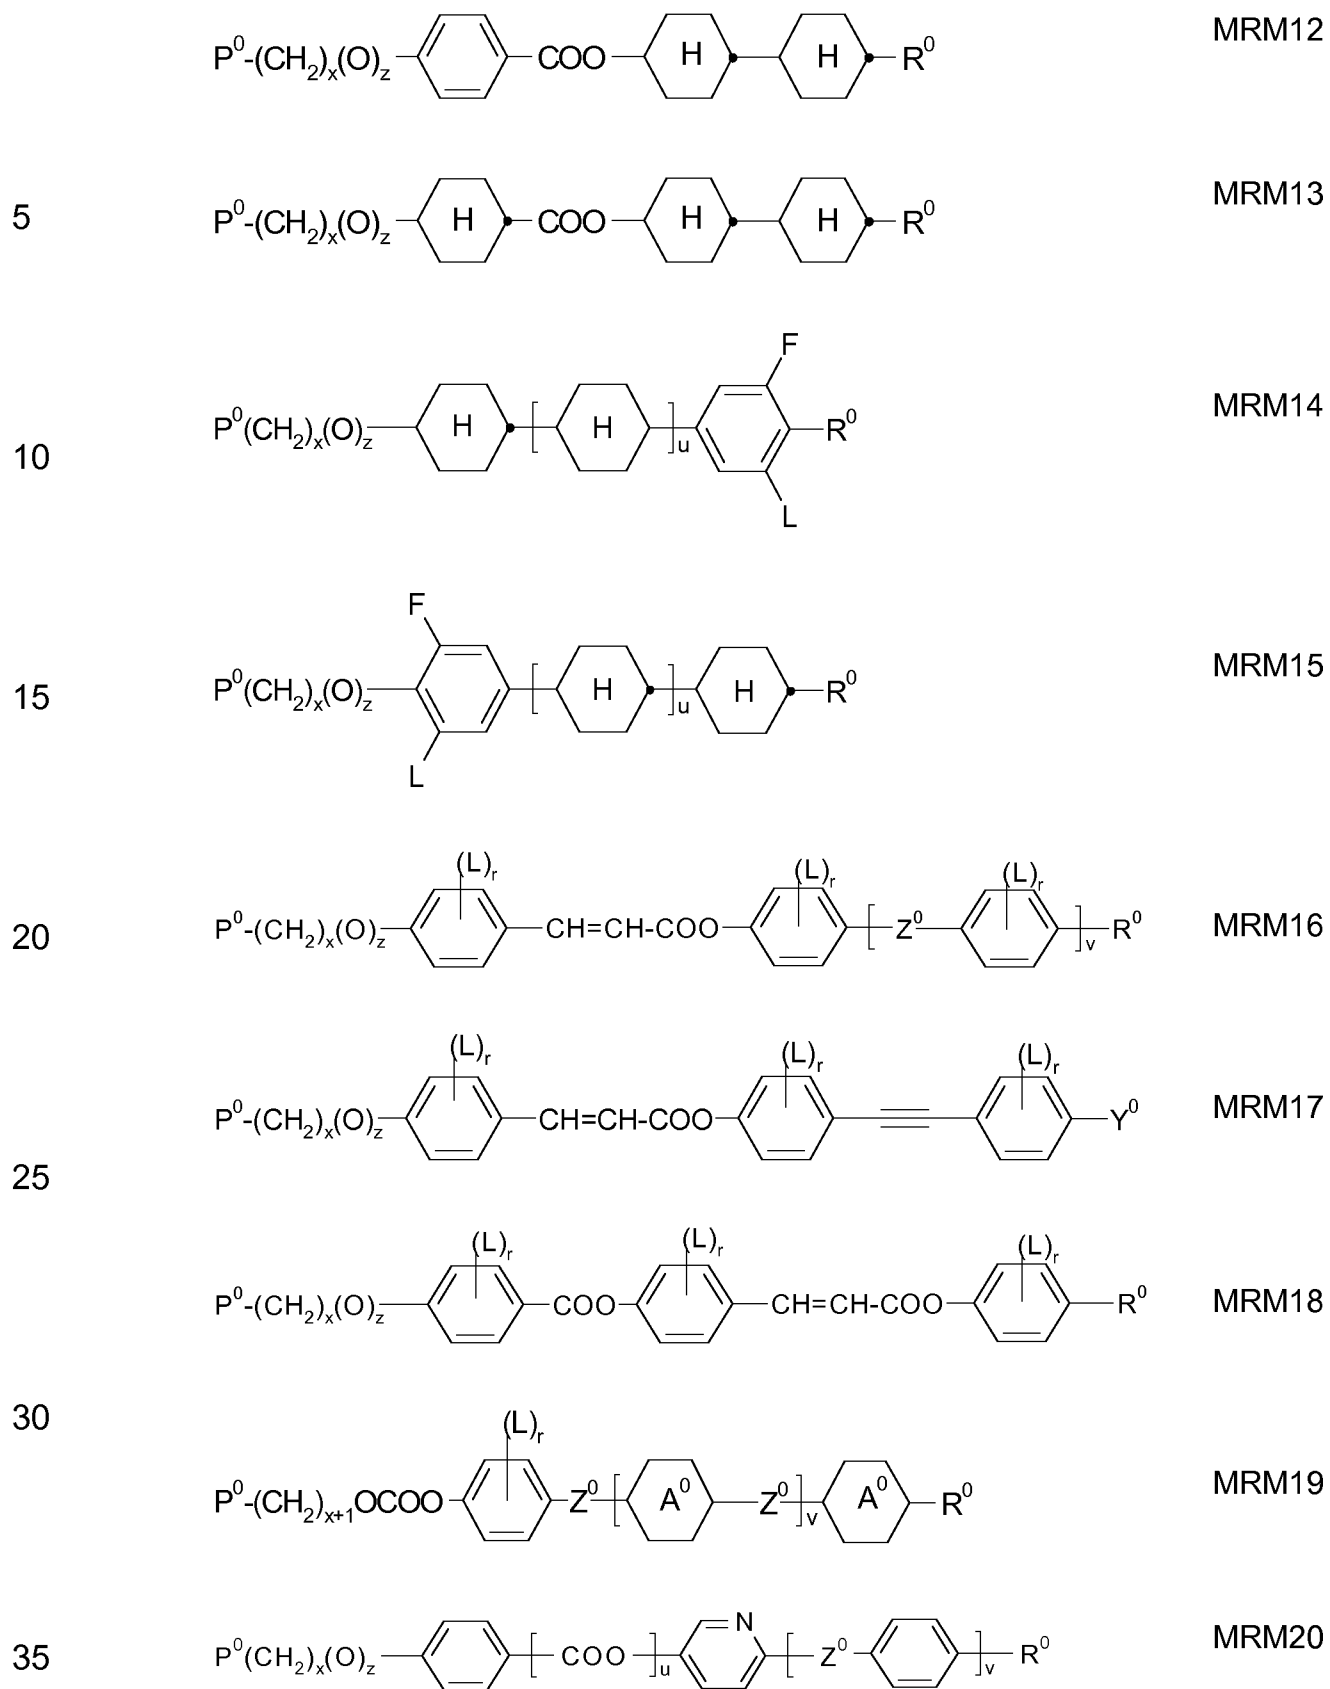 P⁰-(CH₂)ₓ(O)z COO H H R⁰ MRM12
5 P⁰-(CH₂)ₓ(O)z H COO H H R⁰ MRM13
F
P⁰(CH₂)ₓ(O)z H [ H ]u R⁰ MRM14
10
L
F
P⁰(CH₂)ₓ(O)z [ H ]u H R⁰ MRM15
15
L
(L)r (L)r (L)r
20 P⁰-(CH₂)ₓ(O)z CH=CH-COO [ Z⁰ ]v R⁰ MRM16
(L)r (L)r (L)r
P⁰-(CH₂)ₓ(O)z CH=CH-COO Y⁰ MRM17
25
(L)r (L)r (L)r
P⁰-(CH₂)ₓ(O)z COO CH=CH-COO R⁰ MRM18
30
(L)r
P⁰-(CH₂)ₓ₊₁OCOO Z⁰ [ A⁰ Z⁰ ]v A⁰ R⁰ MRM19
N
35 P⁰(CH₂)ₓ(O)z [ COO ]u [ Z⁰ ]v R⁰ MRM20